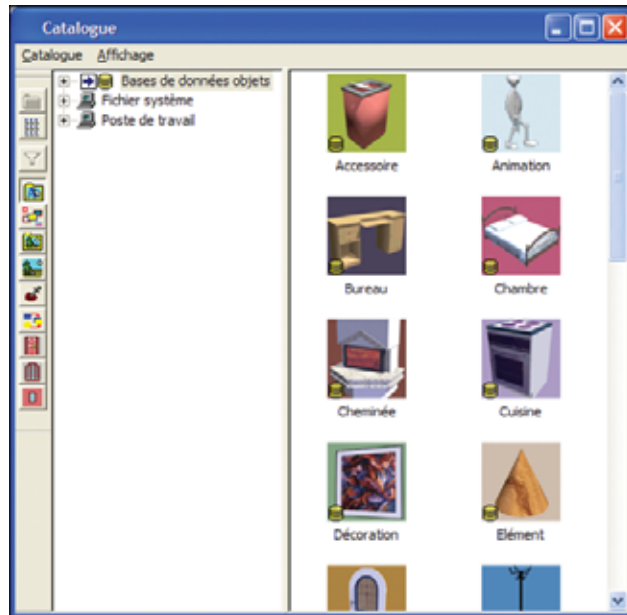 Catalogue
Catalogue Affichage
Bases de données objets
Fichier système
Poste de travail
Accessoire Animation
Bureau Chambre
Cheminée Cuisine
Décoration Elément